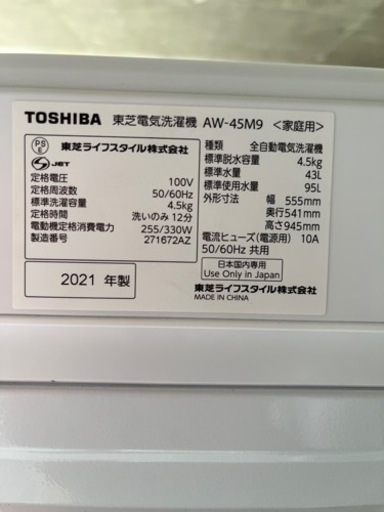 TOSHIBA 東芝電気洗濯機 AW-45M9 <家庭用>
PS E 東芝ライフスタイル株式会社
S JET
定格電圧 100V
定格周波数 50/60Hz
標準洗濯容量 4.5kg
定格時間 洗いのみ 12分
電動機定格消費電力 255/330W
製造番号 271672AZ
2021 年製
種類 全自動電気洗濯機
標準脱水容量 4.5kg
標準水量 43L
標準使用水量 95L
外形寸法 幅 555mm
奥行541mm
高さ945mm
電流ヒューズ(電源用) 10A
50/60Hz 共用
日本国内専用
Use Only in Japan
東芝ライフスタイル株式会社
MADE IN CHINA